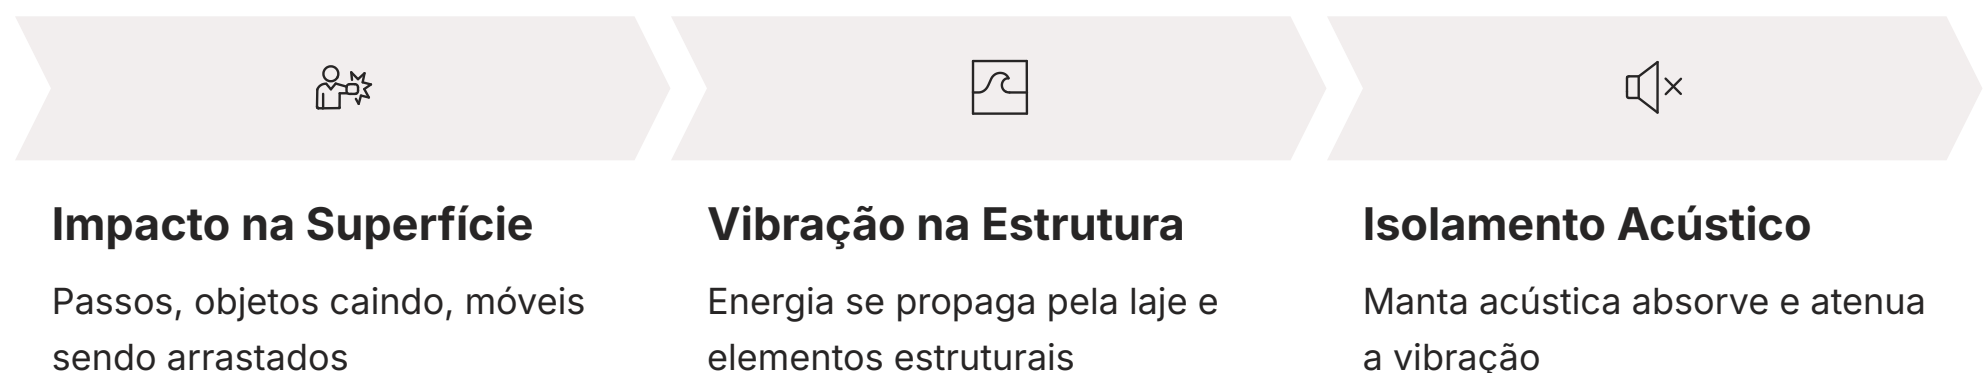 Impacto na Superfície
Passos, objetos caindo, móveis
sendo arrastados
Vibração na Estrutura
Energia se propaga pela laje e
elementos estruturais
Isolamento Acústico
Manta acústica absorve e atenua
a vibração